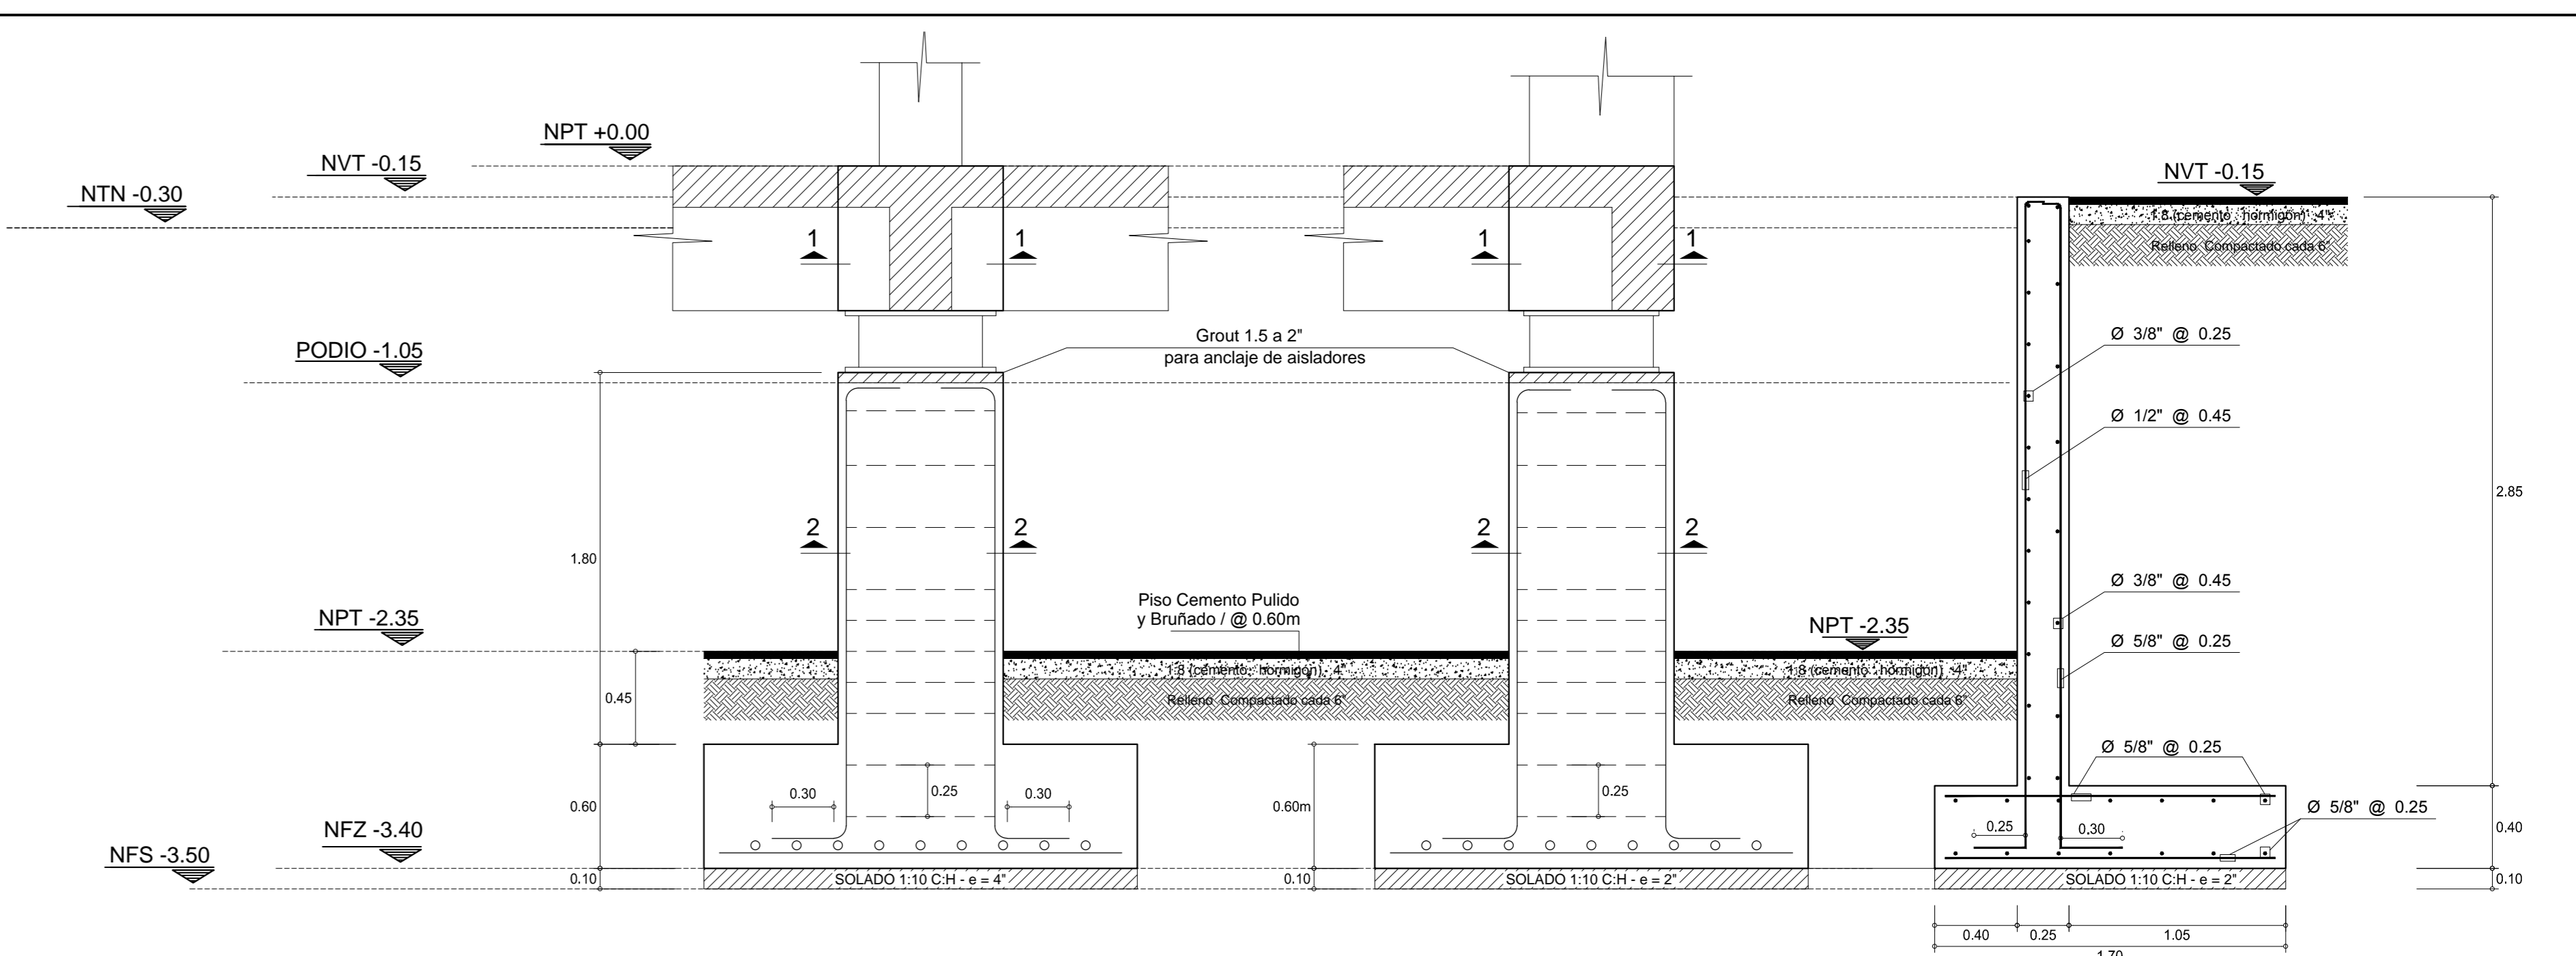 NPT +0.00
NVT -0.15
NTN -0.30
NVT -0.15
1:8 (cemento : hormigón) 4"
Relleno Compactado cada 6"
1
1
1
1
Grout 1.5 a 2"
para anclaje de aisladores
PODIO -1.05
Ø 3/8" @ 0.25
Ø 1/2" @ 0.45
2.85
2
2
2
2
1.80
Ø 3/8" @ 0.45
Piso Cemento Pulido
y Bruñado / @ 0.60m
NPT -2.35
NPT -2.35
Ø 5/8" @ 0.25
1:8 (cemento : hormigón) 4"
1:8 (cemento : hormigón) 4"
0.45
Relleno Compactado cada 6"
Relleno Compactado cada 6"
Ø 5/8" @ 0.25
0.30
0.25
0.30
0.25
0.60
0.60m
Ø 5/8" @ 0.25
NFZ -3.40
0.25
0.30
0.40
NFS -3.50
0.10
SOLADO 1:10 C:H - e = 4"
0.10
SOLADO 1:10 C:H - e = 2"
SOLADO 1:10 C:H - e = 2"
0.10
0.40
0.25
1.05
1.70